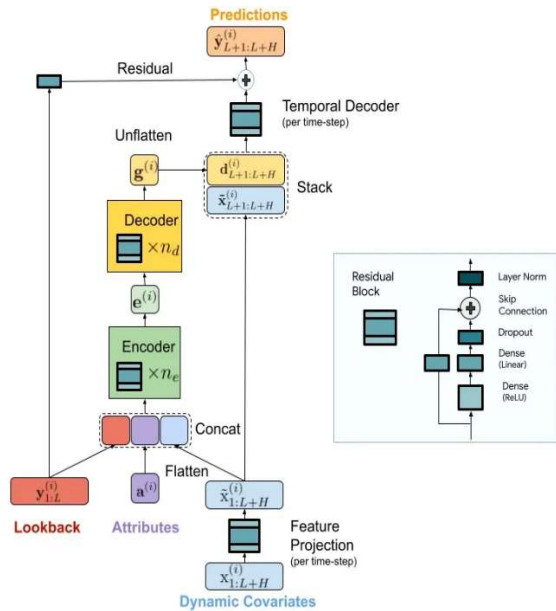 Predictions
ŷ^{(i)}_{L+1:L+H}
Residual
+
Temporal Decoder
(per time-step)
Unflatten
g^{(i)}
d^{(i)}_{L+1:L+H}
x̃^{(i)}_{L+1:L+H}
Stack
Decoder
×n_d
e^{(i)}
Encoder
×n_e
Concat
Flatten
y^{(i)}_{1:L}
a^{(i)}
x̃^{(i)}_{1:L+H}
Lookback
Attributes
Feature
Projection
(per time-step)
x^{(i)}_{1:L+H}
Dynamic Covariates
Residual
Block
Layer Norm
+
Skip
Connection
Dropout
Dense
(Linear)
Dense
(ReLU)